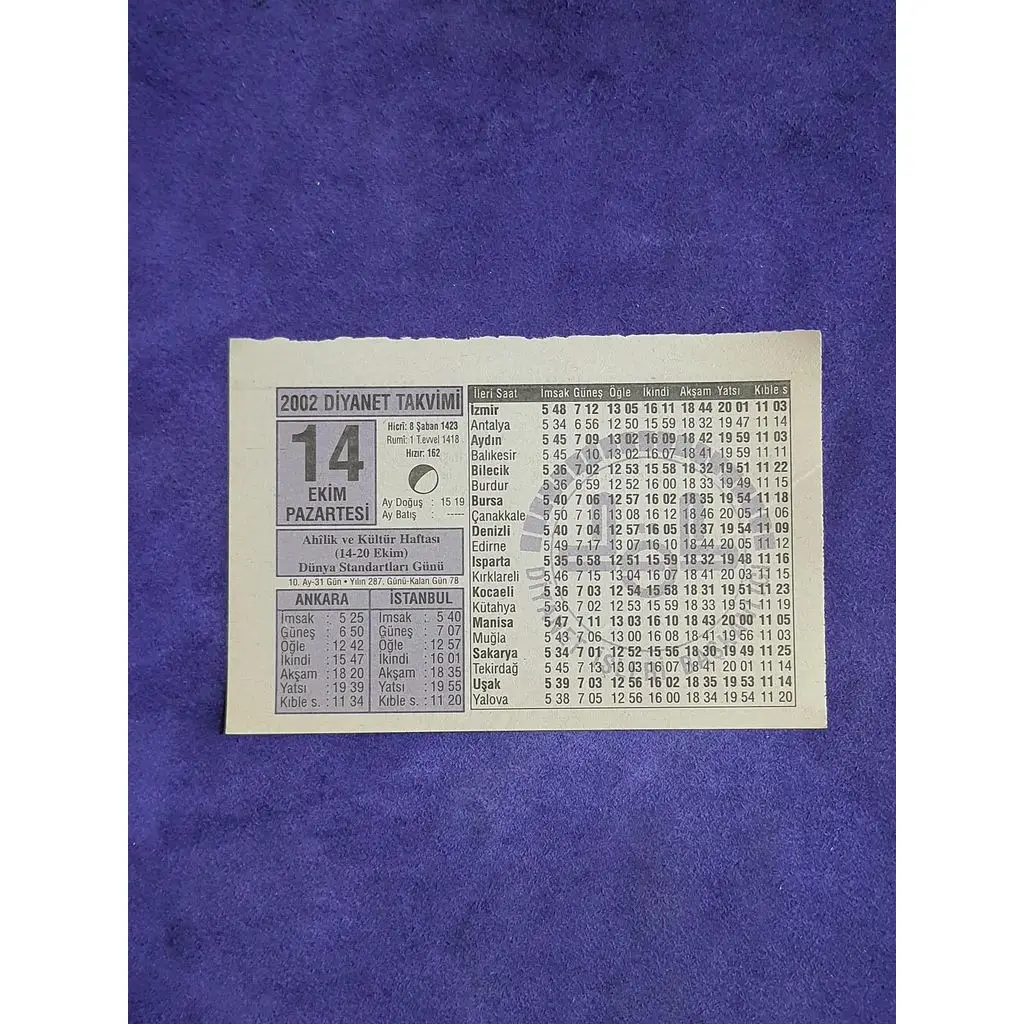 2002 DİYANET TAKVİMİ
14
EKİM
PAZARTESİ
Hicrî: 8 Şaban 1423
Rumî: 1 T.evvel 1418
Hızır: 162
Ay Doğuş : 15 19
Ay Batış : -----
Ahîlik ve Kültür Haftası
(14-20 Ekim)
Dünya Standartları Günü
10. Ay-31 Gün • Yılın 287. Günü-Kalan Gün 78
ANKARA
İmsak : 5 25
Güneş : 6 50
Öğle : 12 42
İkindi : 15 47
Akşam : 18 20
Yatsı : 19 39
Kıble s. : 11 34
İSTANBUL
İmsak : 5 40
Güneş : 7 07
Öğle : 12 57
İkindi : 16 01
Akşam : 18 35
Yatsı : 19 55
Kıble s. : 11 20
İleri Saat İmsak Güneş Öğle İkindi Akşam Yatsı Kıble s
İzmir 5 48 7 12 13 05 16 11 18 44 20 01 11 03
Antalya 5 34 6 56 12 50 15 59 18 32 19 47 11 14
Aydın 5 45 7 09 13 02 16 09 18 42 19 59 11 03
Balıkesir 5 45 7 10 13 02 16 07 18 41 19 59 11 11
Bilecik 5 36 7 02 12 53 15 58 18 32 19 51 11 22
Burdur 5 36 6 59 12 52 16 00 18 33 19 49 11 15
Bursa 5 40 7 06 12 57 16 02 18 35 19 54 11 18
Çanakkale 5 50 7 16 13 08 16 12 18 46 20 05 11 06
Denizli 5 40 7 04 12 57 16 05 18 37 19 54 11 09
Edirne 5 49 7 17 13 07 16 10 18 44 20 05 11 12
Isparta 5 35 6 58 12 51 15 59 18 32 19 48 11 16
Kırklareli 5 46 7 15 13 04 16 07 18 41 20 03 11 15
Kocaeli 5 36 7 03 12 54 15 58 18 31 19 51 11 23
Kütahya 5 36 7 02 12 53 15 59 18 33 19 51 11 19
Manisa 5 47 7 11 13 03 16 10 18 43 20 00 11 05
Muğla 5 43 7 06 13 00 16 08 18 41 19 56 11 03
Sakarya 5 34 7 01 12 52 15 56 18 30 19 49 11 25
Tekirdağ 5 45 7 13 13 03 16 07 18 41 20 01 11 14
Uşak 5 39 7 03 12 56 16 02 18 35 19 53 11 14
Yalova 5 38 7 05 12 56 16 00 18 34 19 54 11 20